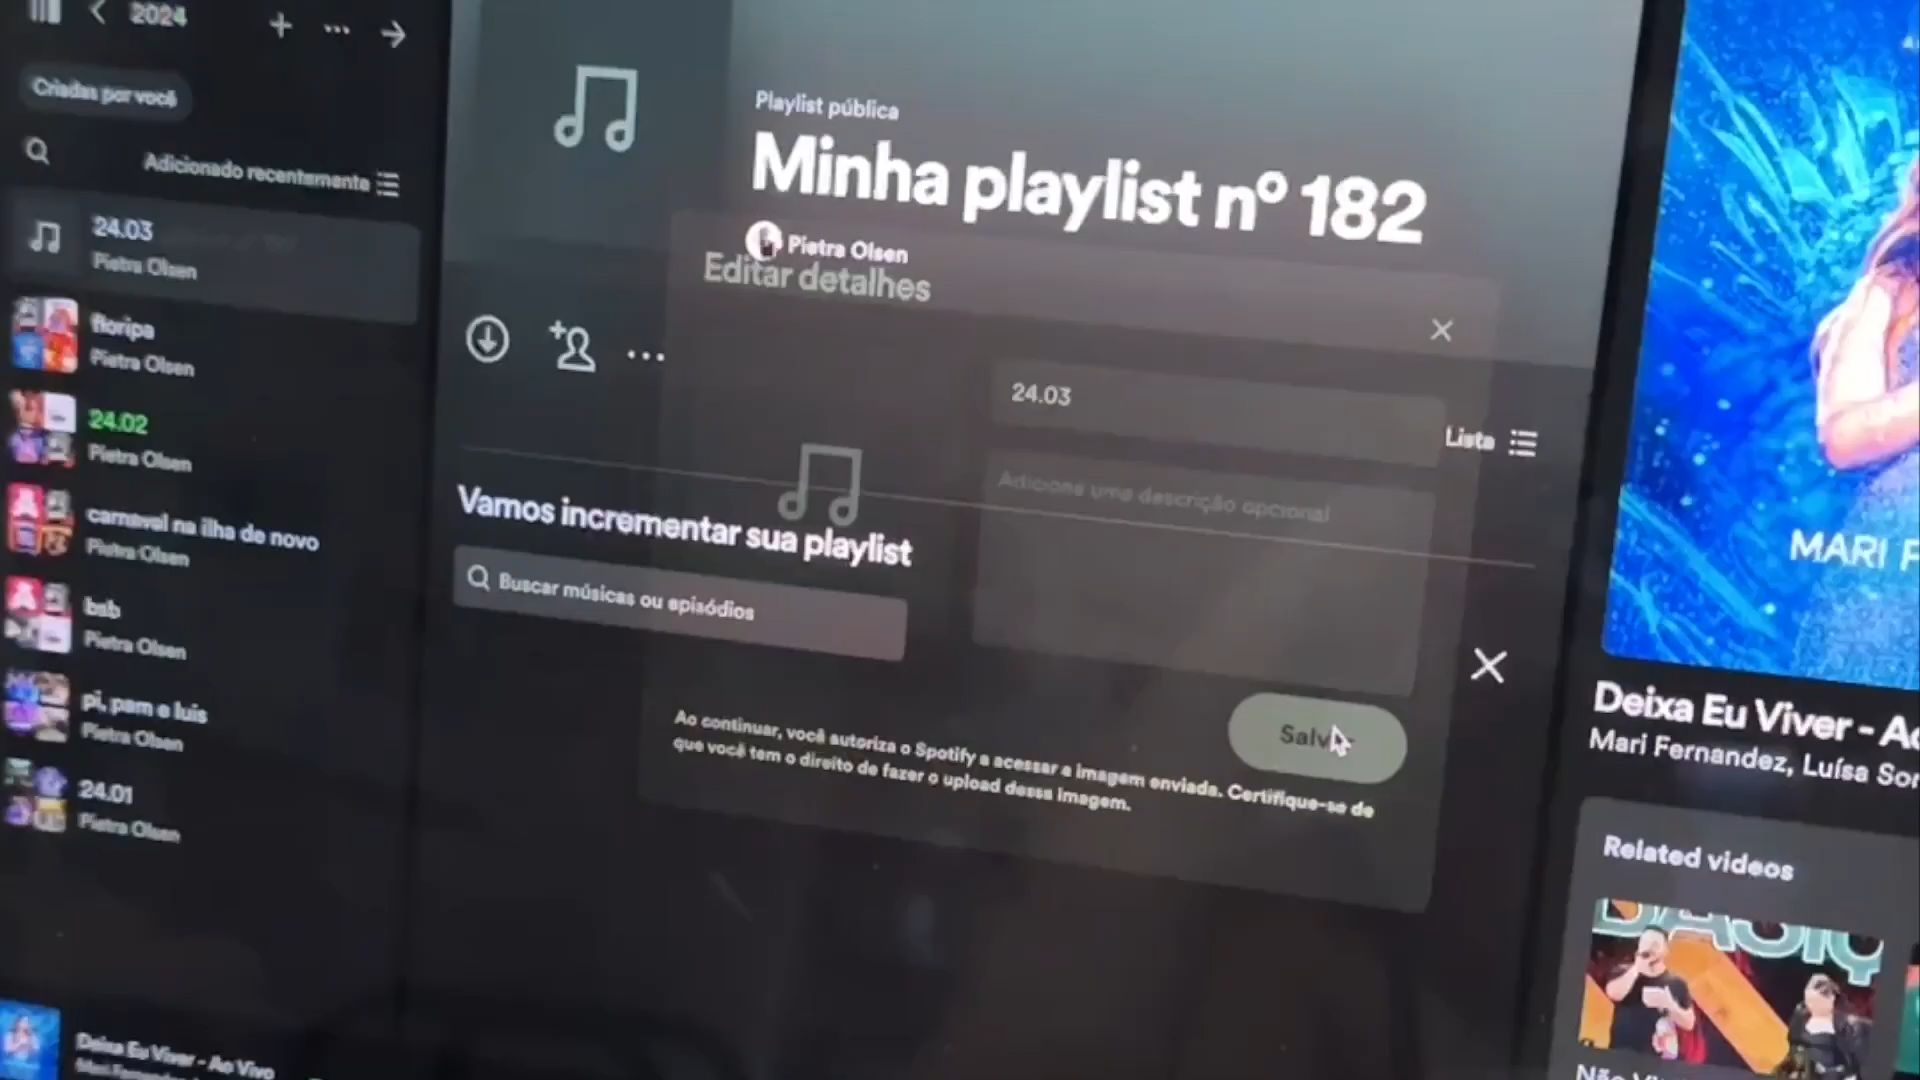 2024
Criadas por você
Adicionado recentemente
24.03
Pietra Olsen
floripa
Pietra Olsen
24.02
Pietra Olsen
carnaval na ilha de novo
Pietra Olsen
bsb
Pietra Olsen
pi, pam e luis
Pietra Olsen
24.01
Pietra Olsen
Deixa Eu Viver - Ao Vivo
Playlist pública
Minha playlist nº 182
Pietra Olsen
Editar detalhes
24.03
Lista
Adicione uma descrição opcional
Vamos incrementar sua playlist
Buscar músicas ou episódios
Ao continuar, você autoriza o Spotify a acessar a imagem enviada. Certifique-se de
que você tem o direito de fazer o upload dessa imagem.
MARI F
Deixa Eu Viver - Ao
Mari Fernandez, Luísa Son
Related videos